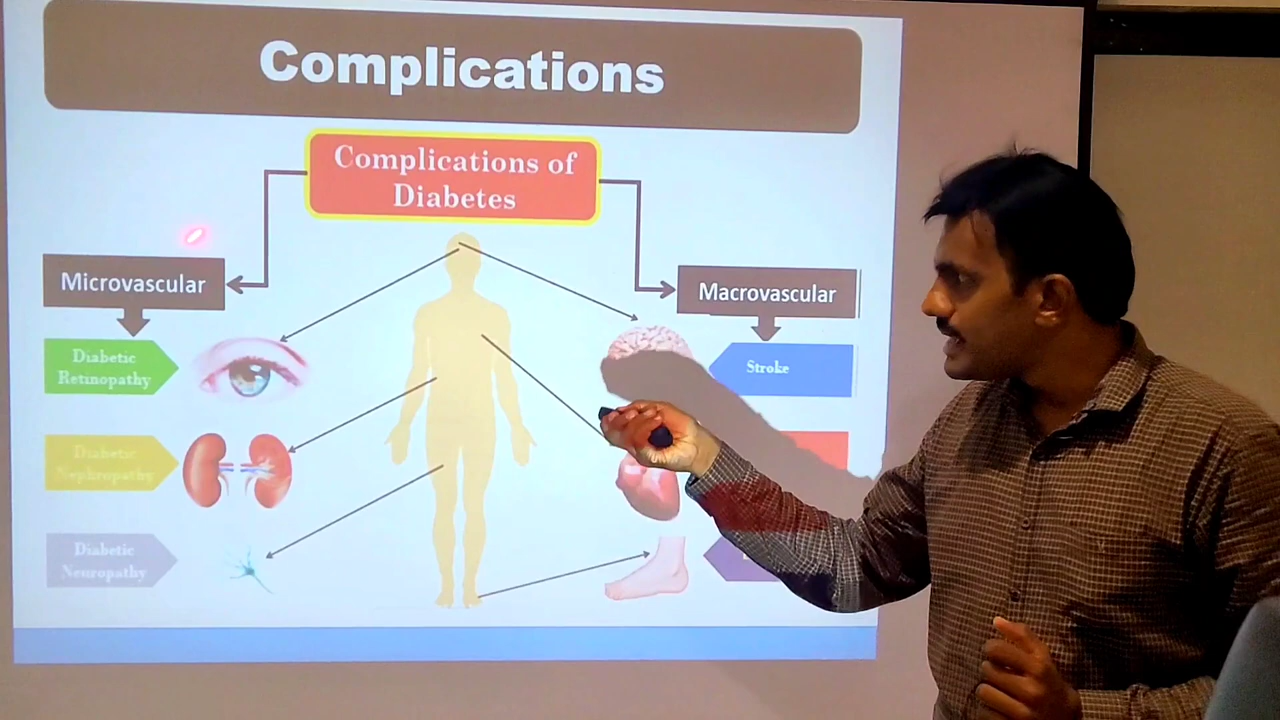 Complications
Complications of
Diabetes
Microvascular
Macrovascular
Diabetic
Retinopathy
Stroke
Diabetic
Nephropathy
Diabetic
Neuropathy